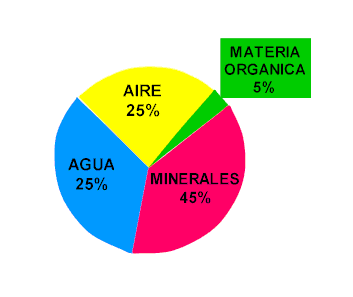 MATERIA
ORGANICA
5%
AIRE
25%
AGUA
25%
MINERALES
45%